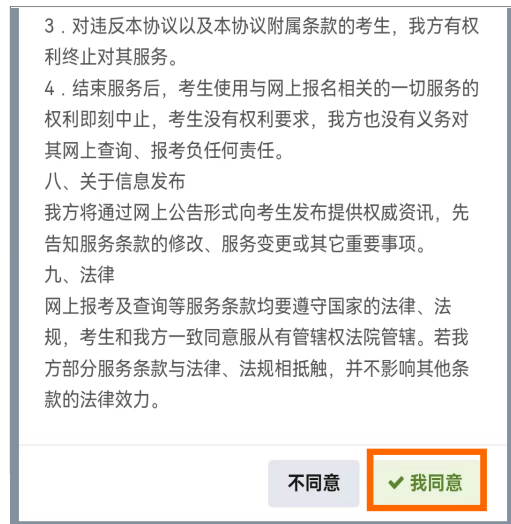 3．对违反本协议以及本协议附属条款的考生，我方有权
利终止对其服务。
4．结束服务后，考生使用与网上报名相关的一切服务的
权利即刻中止，考生没有权利要求，我方也没有义务对
其网上查询、报考负任何责任。
八、关于信息发布
我方将通过网上公告形式向考生发布提供权威资讯，先
告知服务条款的修改、服务变更或其它重要事项。
九、法律
网上报考及查询等服务条款均要遵守国家的法律、法
规，考生和我方一致同意服从有管辖权法院管辖。若我
方部分服务条款与法律、法规相抵触，并不影响其他条
款的法律效力。
不同意
我同意